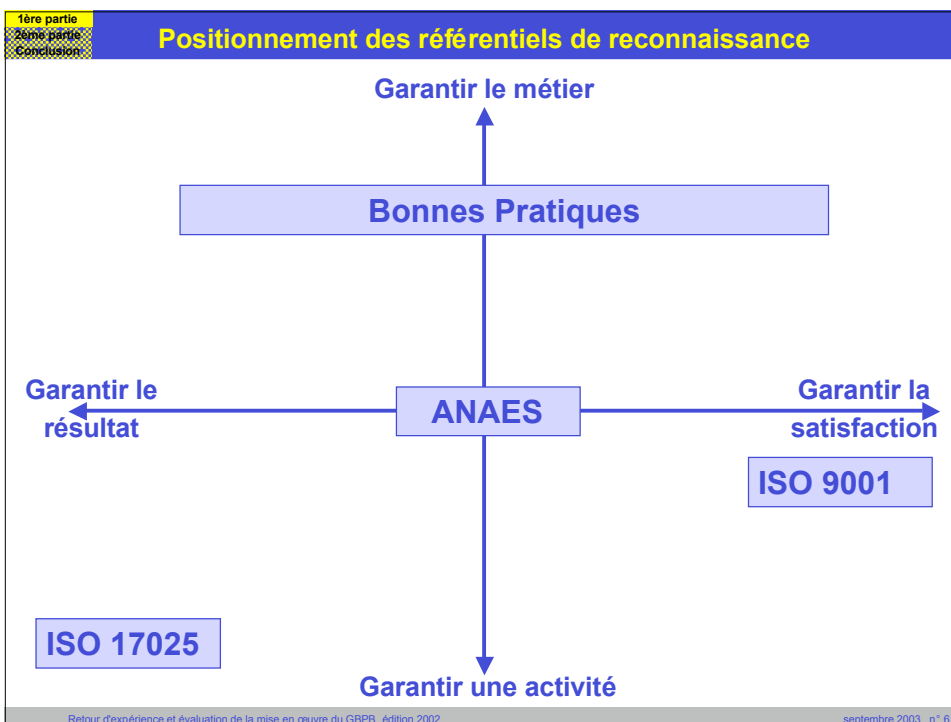 1ère partie
2ème partie
Conclusion
Positionnement des référentiels de reconnaissance
Garantir le métier
Bonnes Pratiques
Garantir le
résultat
ANAES
Garantir la
satisfaction
ISO 9001
ISO 17025
Garantir une activité
Retour d'expérience et évaluation de la mise en œuvre du GBPB, édition 2002
septembre 2003, n° 6